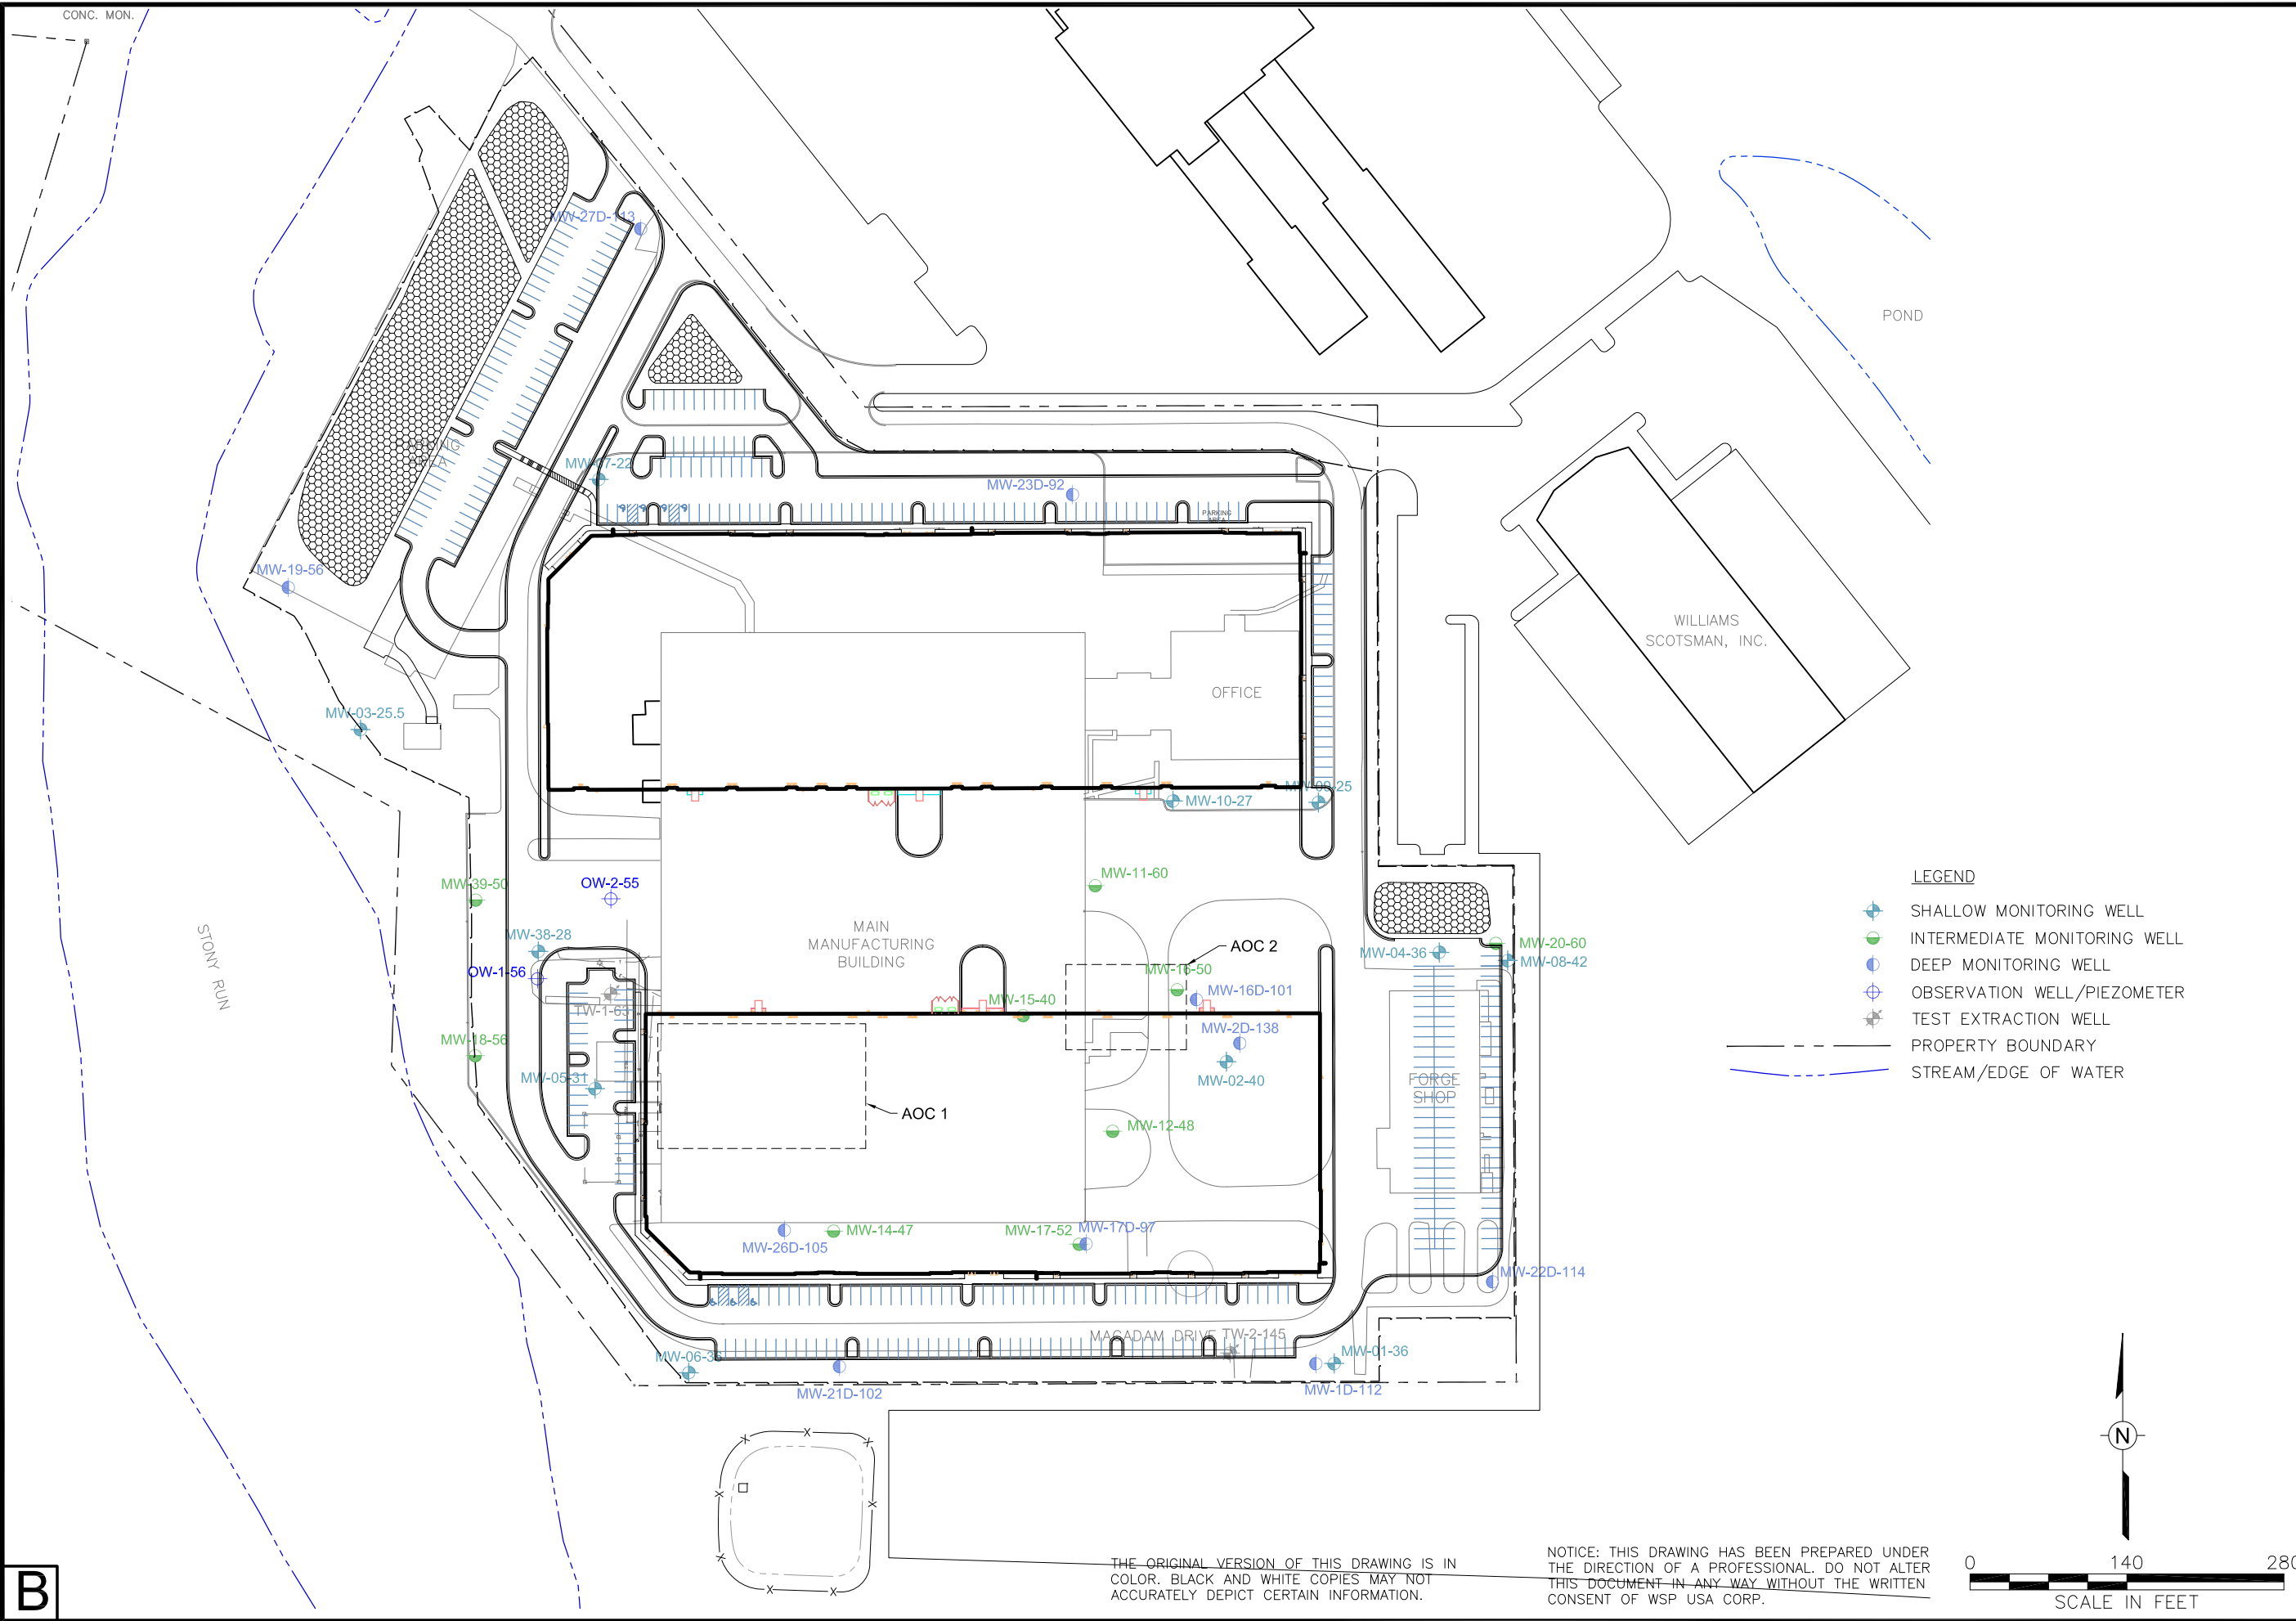 CONC. MON.
MW-27D-113
POND
PARKING
AREA
MW-07-22
MW-23D-92
PARKING
AREA
MW-19-56
WILLIAMS
SCOTSMAN, INC.
OFFICE
MW-03-25.5
MW-09-25
MW-10-27
MW-11-60
MW-39-50
OW-2-55
LEGEND
SHALLOW MONITORING WELL
INTERMEDIATE MONITORING WELL
DEEP MONITORING WELL
OBSERVATION WELL/PIEZOMETER
TEST EXTRACTION WELL
PROPERTY BOUNDARY
STREAM/EDGE OF WATER
STONY RUN
MAIN
MANUFACTURING
BUILDING
MW-38-28
AOC 2
MW-04-36
MW-20-60
MW-08-42
OW-1-56
MW-16-50
MW-16D-101
MW-15-40
TW-1-63
MW-2D-138
MW-18-56
MW-02-40
MW-05-31
FORGE
SHOP
AOC 1
MW-12-48
MW-14-47
MW-17-52
MW-17D-97
MW-26D-105
MW-22D-114
MACADAM DRIVE
TW-2-145
MW-01-36
MW-21D-102
MW-1D-112
N
THE ORIGINAL VERSION OF THIS DRAWING IS IN
COLOR. BLACK AND WHITE COPIES MAY NOT
ACCURATELY DEPICT CERTAIN INFORMATION.
NOTICE: THIS DRAWING HAS BEEN PREPARED UNDER
THE DIRECTION OF A PROFESSIONAL. DO NOT ALTER
THIS DOCUMENT IN ANY WAY WITHOUT THE WRITTEN
CONSENT OF WSP USA CORP.
0 140 280
SCALE IN FEET
B